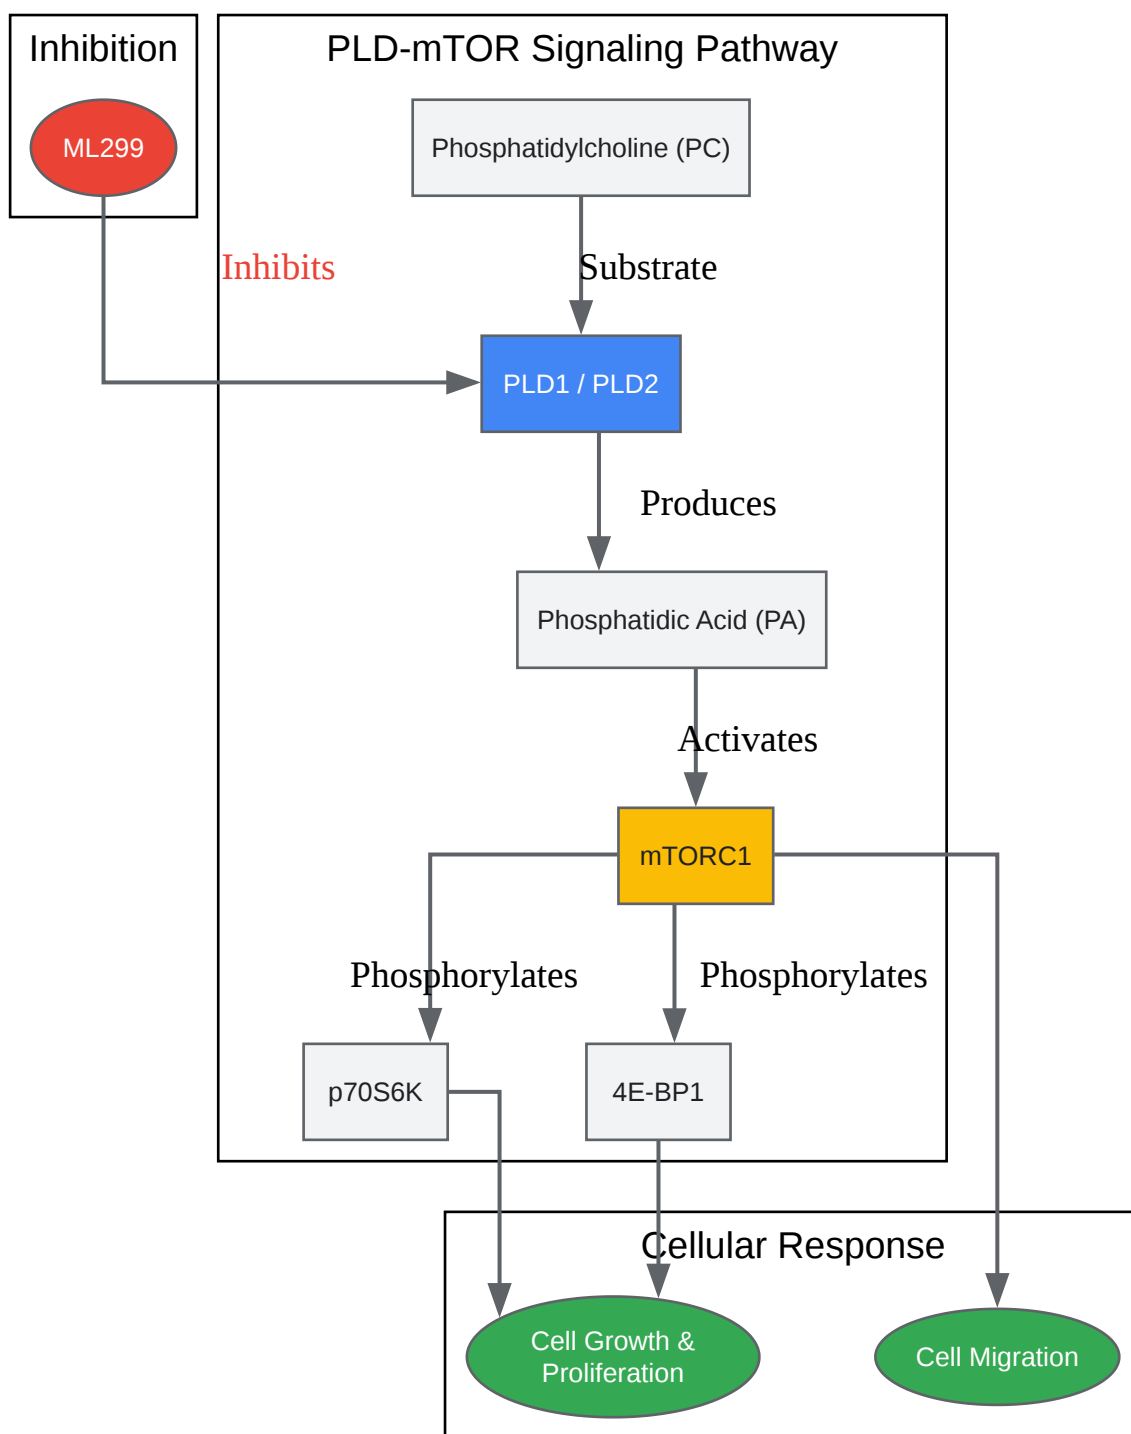 Inhibition
PLD-mTOR Signaling Pathway
ML299
Phosphatidylcholine (PC)
Inhibits
Substrate
PLD1 / PLD2
Produces
Phosphatidic Acid (PA)
Activates
mTORC1
Phosphorylates
Phosphorylates
p70S6K
4E-BP1
Cellular Response
Cell Growth &
Proliferation
Cell Migration